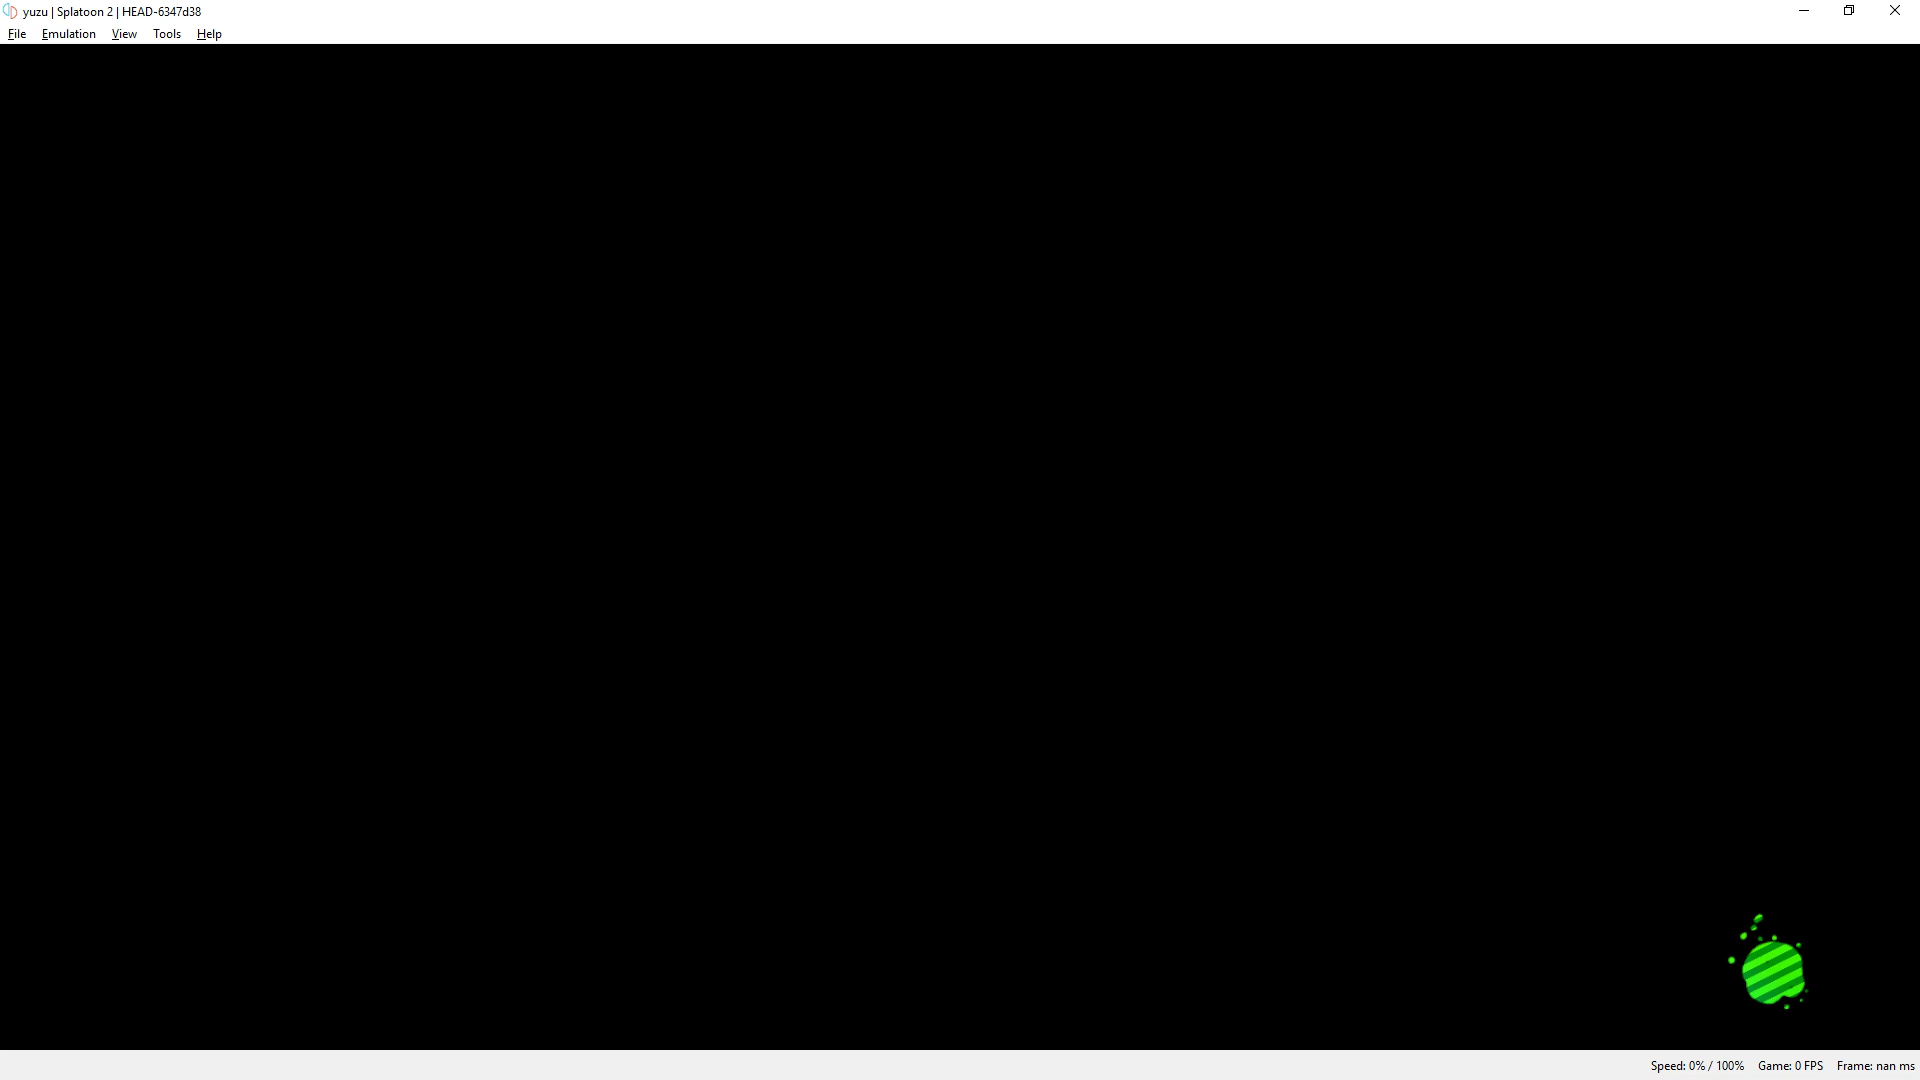 yuzu | Splatoon 2 | HEAD-6347d38
File Emulation View Tools Help
Speed: 0% / 100% Game: 0 FPS Frame: nan ms